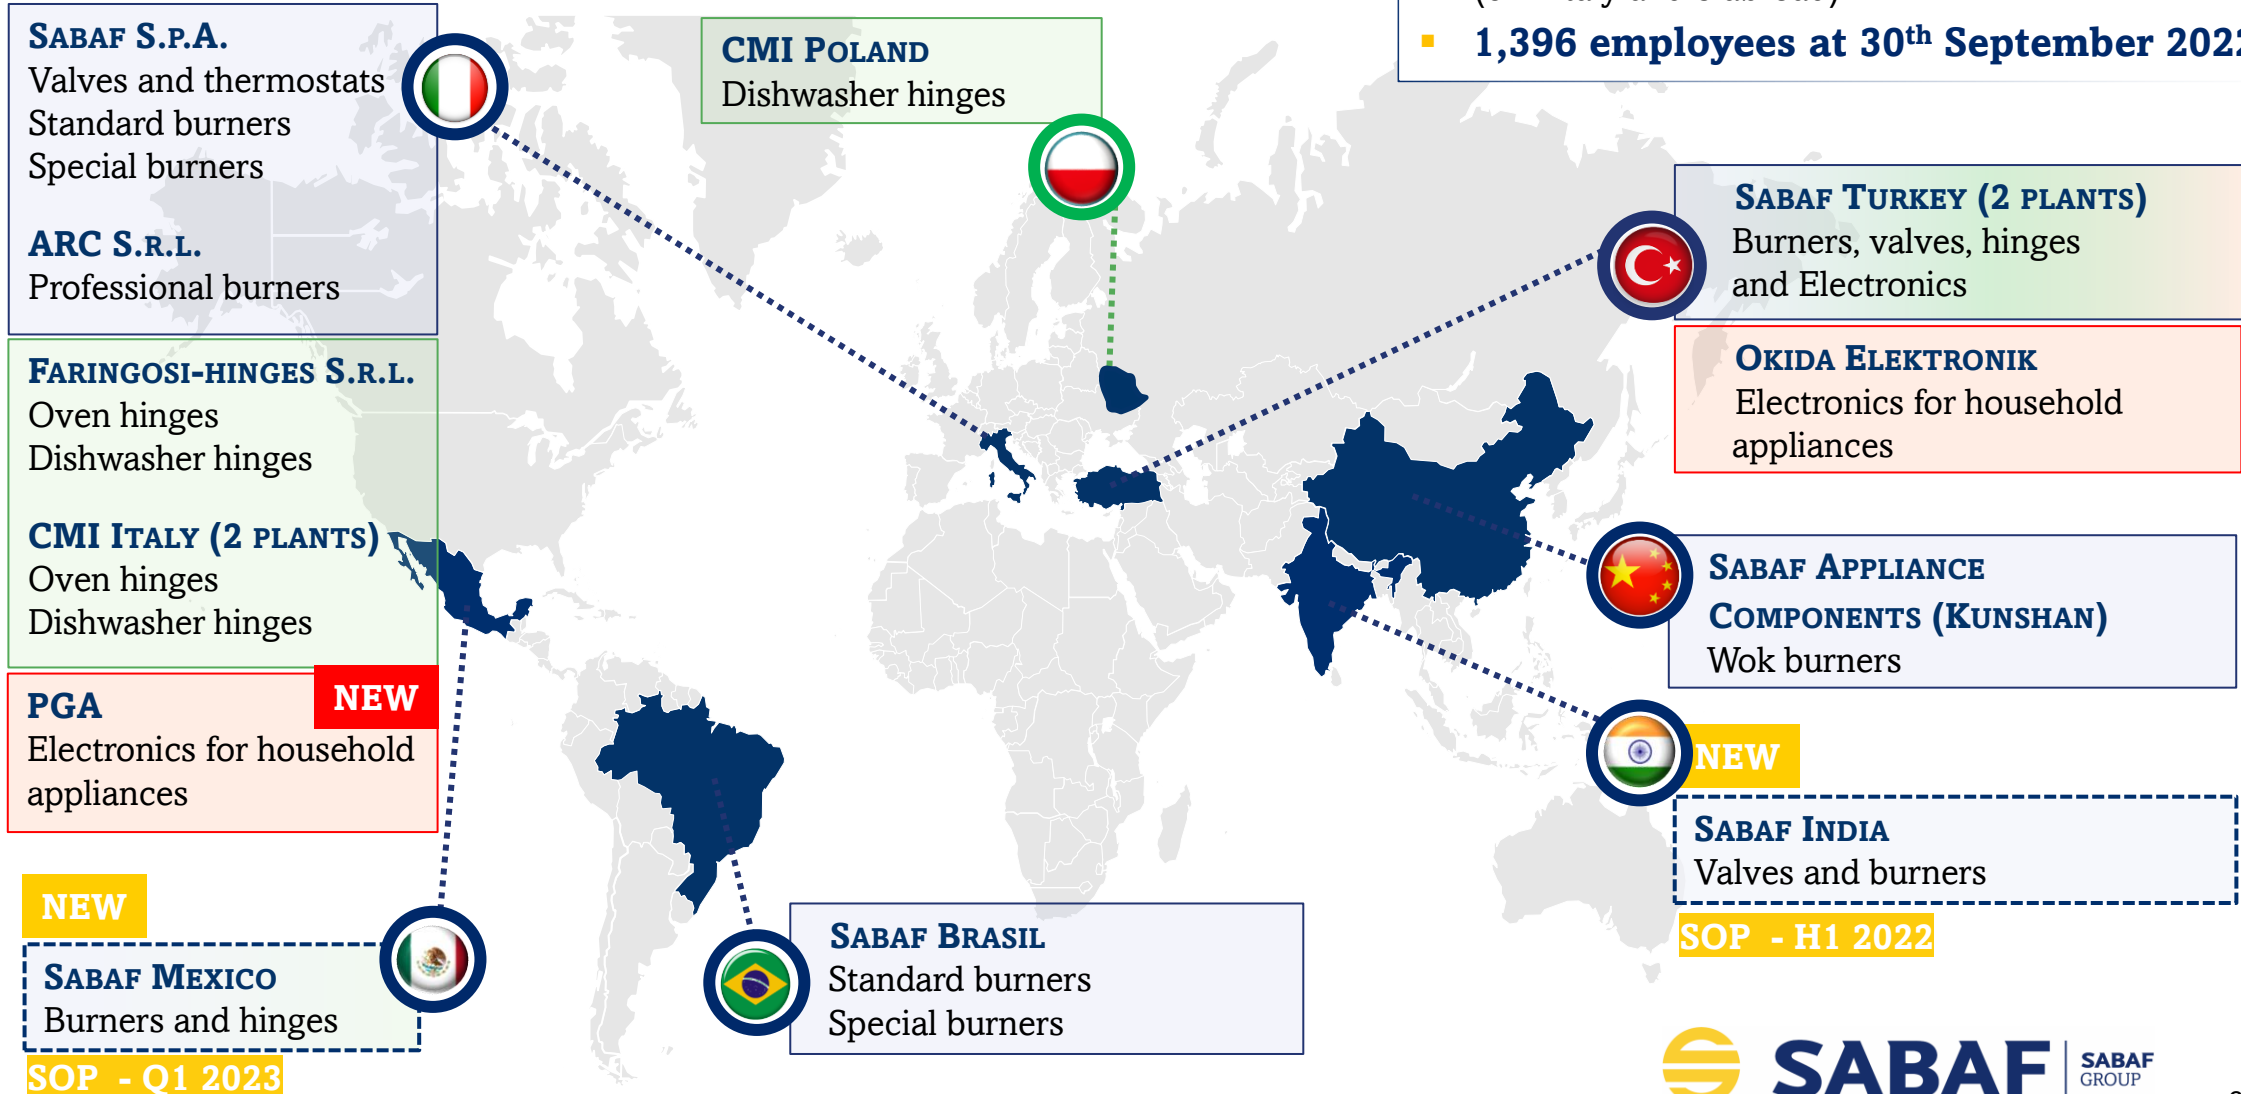 SABAF S.P.A.
Valves and thermostats
Standard burners
Special burners
ARC S.R.L.
Professional burners
FARINGOSI-HINGES S.R.L.
Oven hinges
Dishwasher hinges
CMI ITALY (2 PLANTS)
Oven hinges
Dishwasher hinges
NEW
PGA
Electronics for household
appliances
NEW
SABAF MEXICO
Burners and hinges
SOP - Q1 2023
CMI POLAND
Dishwasher hinges
SABAF BRASIL
Standard burners
Special burners
1,396 employees at 30th September 2022
SABAF TURKEY (2 PLANTS)
Burners, valves, hinges
and Electronics
OKIDA ELEKTRONIK
Electronics for household
appliances
SABAF APPLIANCE
COMPONENTS (KUNSHAN)
Wok burners
NEW
SABAF INDIA
Valves and burners
SOP - H1 2022
SABAF
SABAF
GROUP